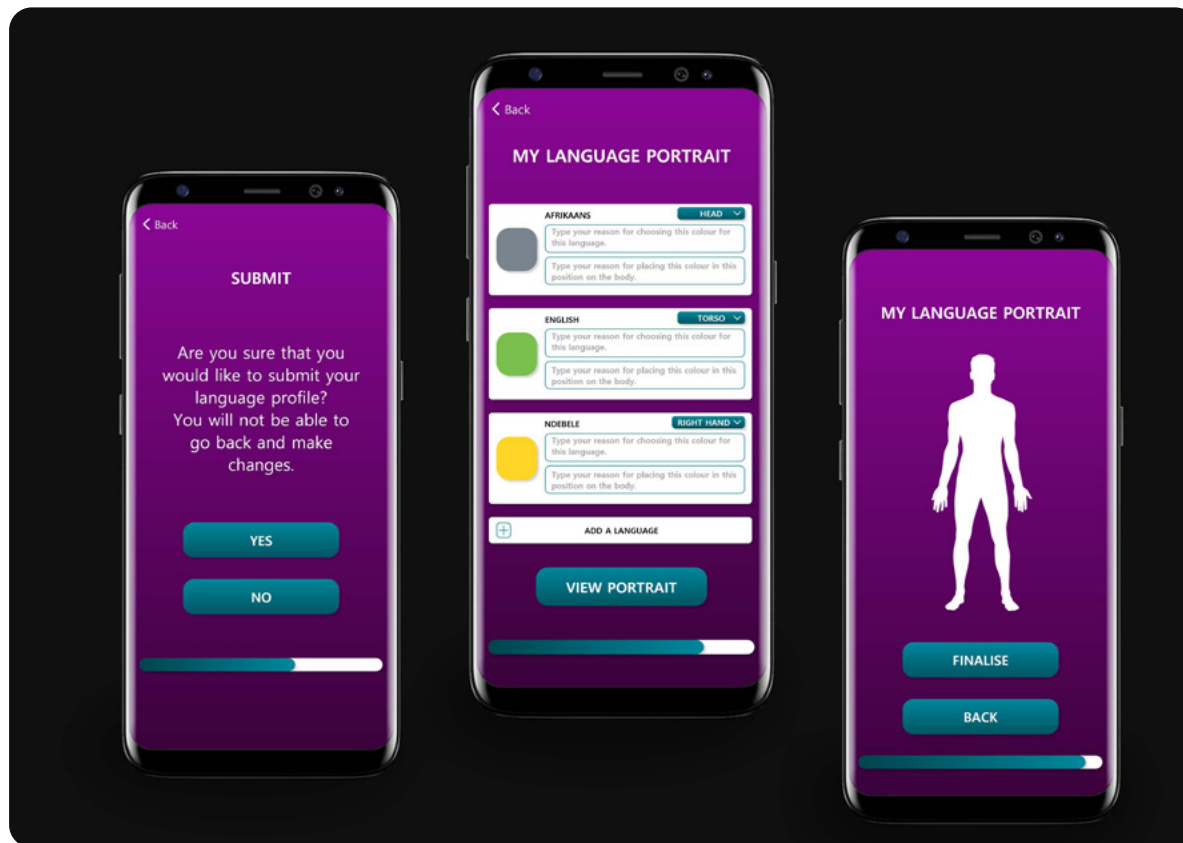 Back
SUBMIT
Are you sure that you
would like to submit your
language profile?
You will not be able to
go back and make
changes.
YES
NO
Back
MY LANGUAGE PORTRAIT
AFRIKAANS
HEAD
Type your reason for choosing this colour for
this language.
Type your reason for placing this colour in this
position on the body.
ENGLISH
TORSO
Type your reason for choosing this colour for
this language.
Type your reason for placing this colour in this
position on the body.
NDEBELE
RIGHT HAND
Type your reason for choosing this colour for
this language.
Type your reason for placing this colour in this
position on the body.
ADD A LANGUAGE
VIEW PORTRAIT
MY LANGUAGE PORTRAIT
FINALISE
BACK